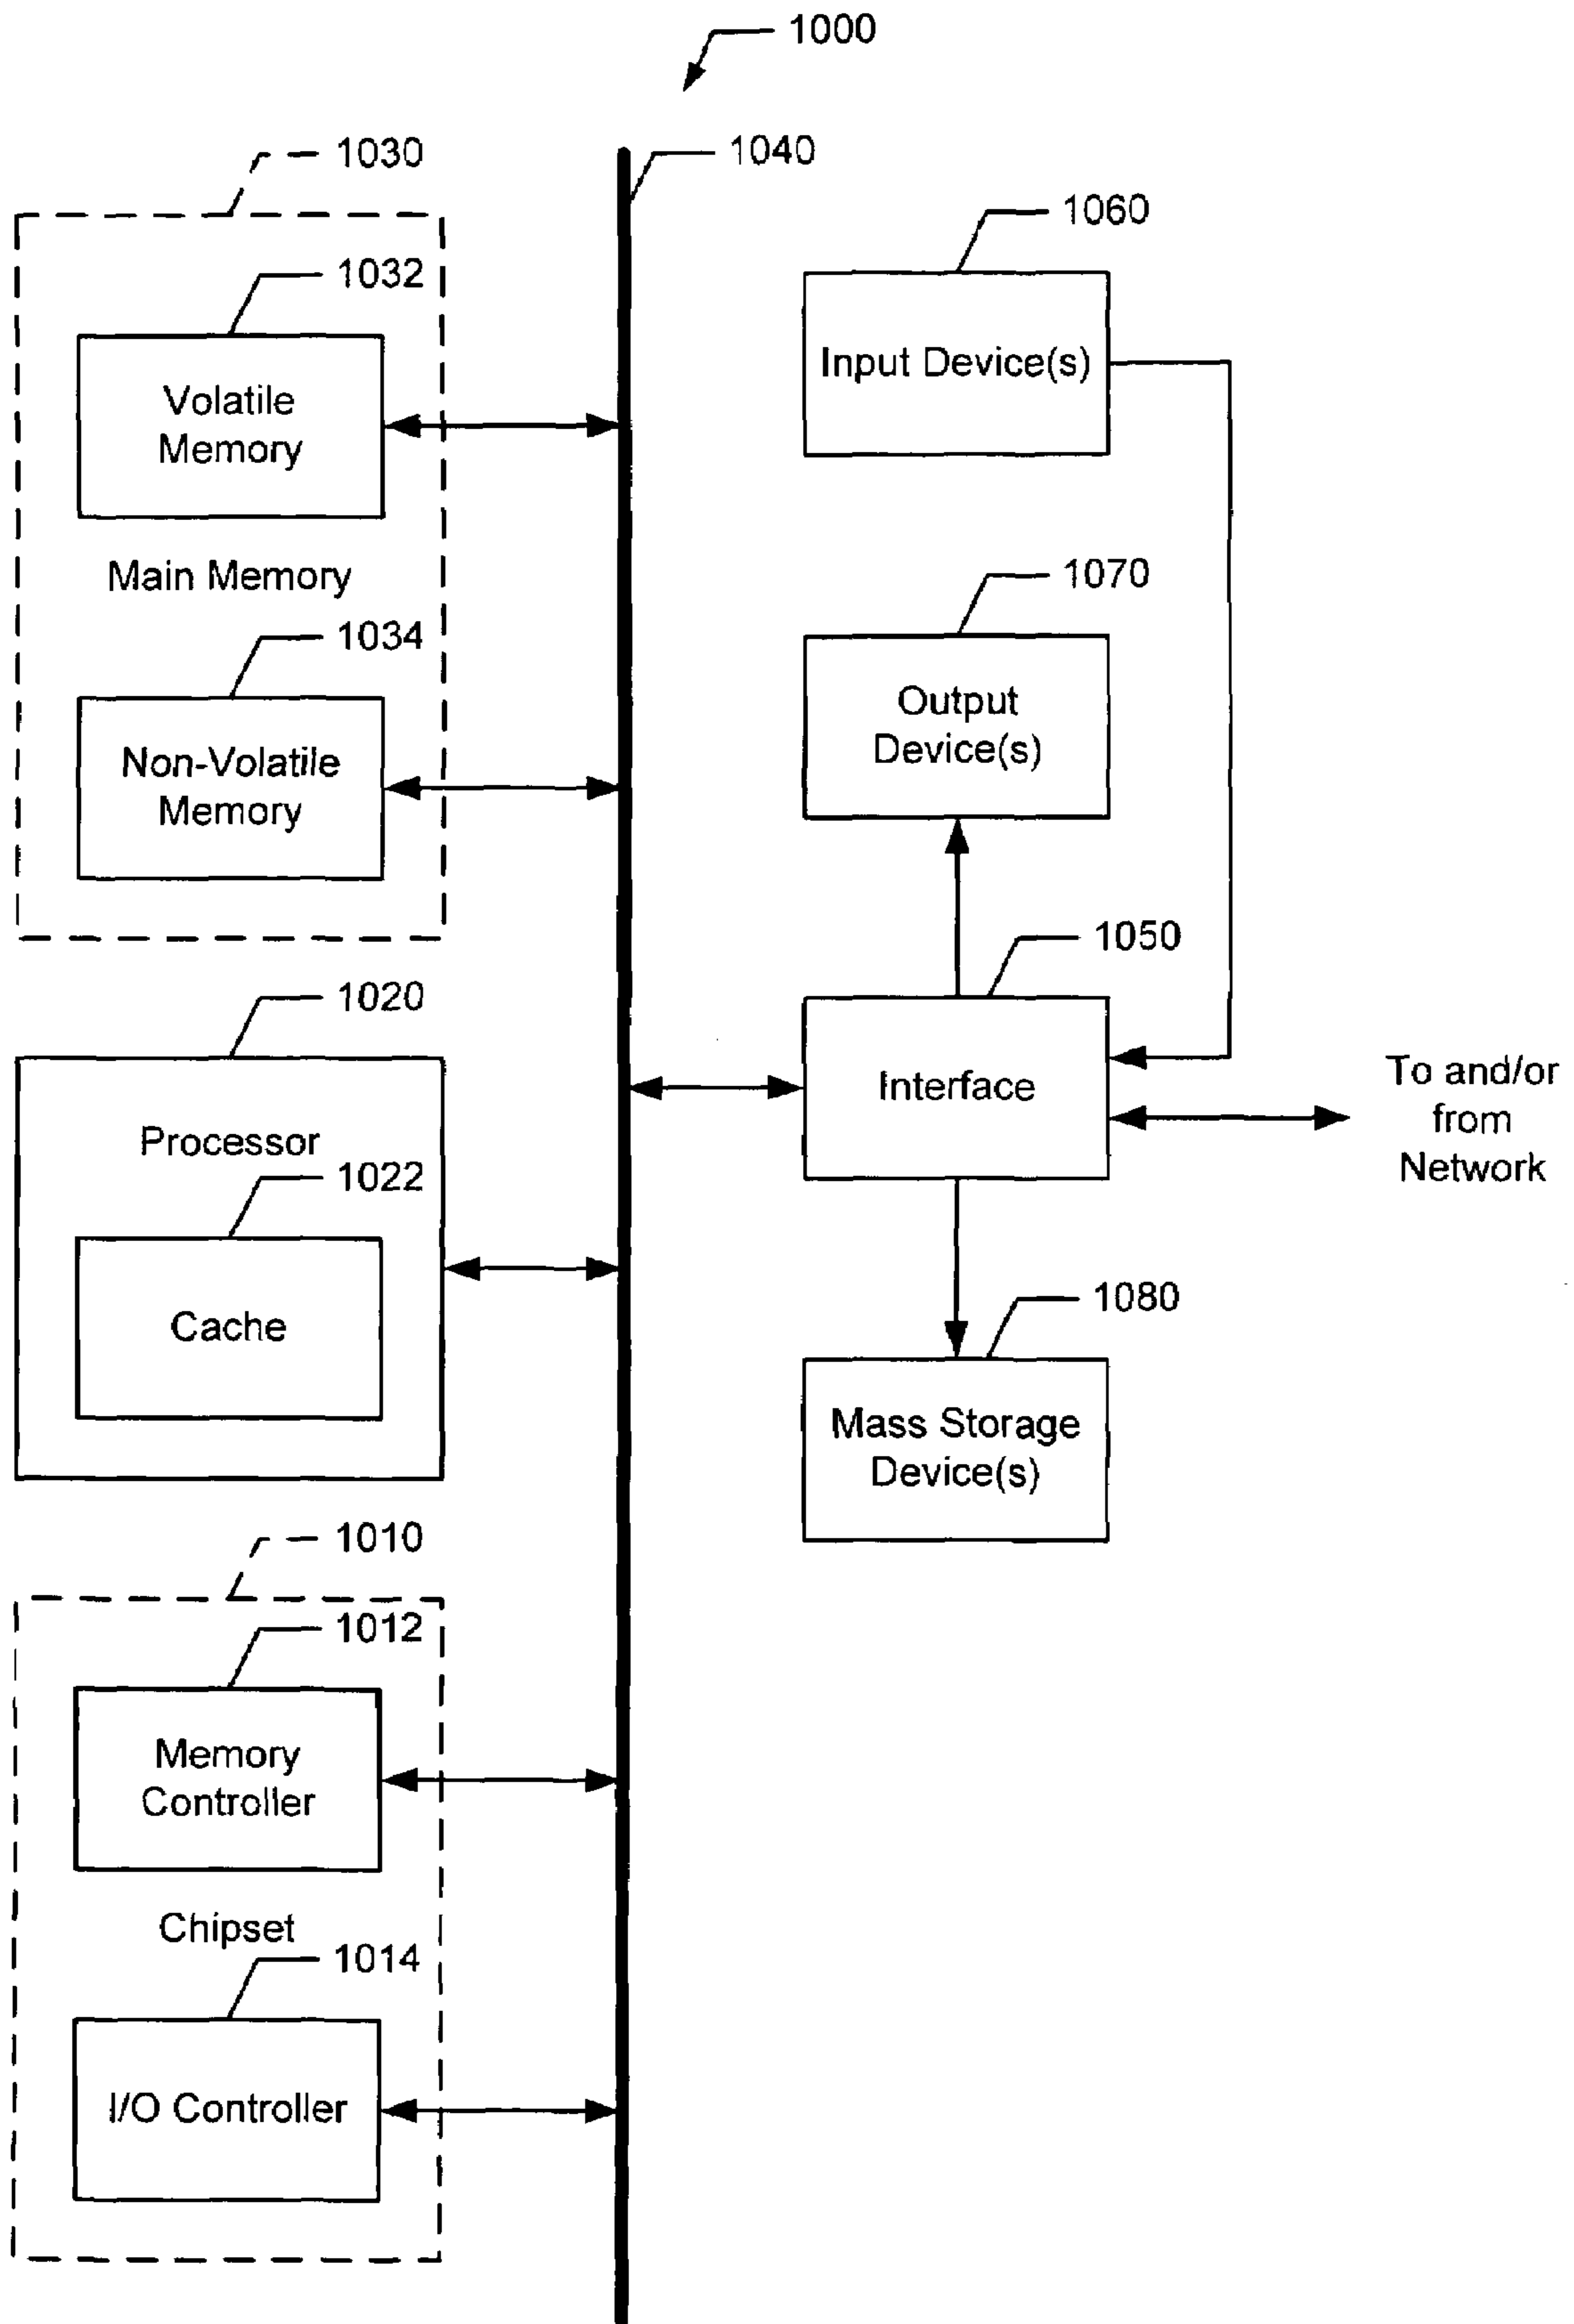 1000
1030
1040
1060
1032
Input Device(s)
Volatile
Memory
Main Memory
1070
1034
Output
Device(s)
Non-Volatile
Memory
1050
1020
Interface
To and/or
from
Network
Processor
1022
1080
Cache
Mass Storage
Device(s)
1010
1012
Memory
Controller
Chipset
1014
I/O Controller